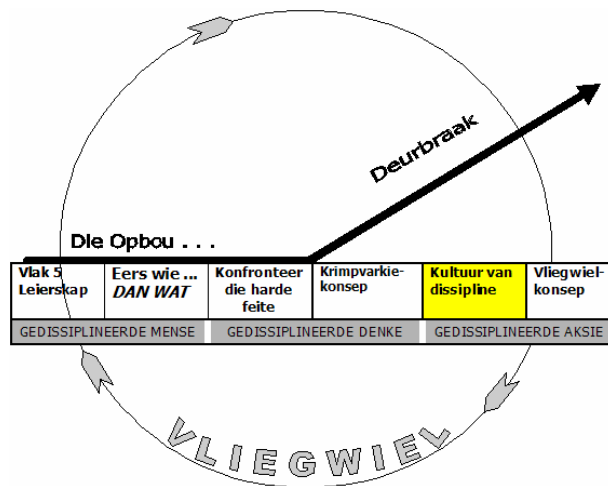 Deurbraak
Die Opbou . . .
Vlak 5
Leierskap
Eers wie ...
DAN WAT
Konfronteer
die harde
feite
Krimpvarkie-
konsep
Kultuur van
dissipline
Vliegwiel-
konsep
GEDISSIPLINEERDE MENSE
GEDISSIPLINEERDE DENKE
GEDISSIPLINEERDE AKSIE
VLIEGWIEL